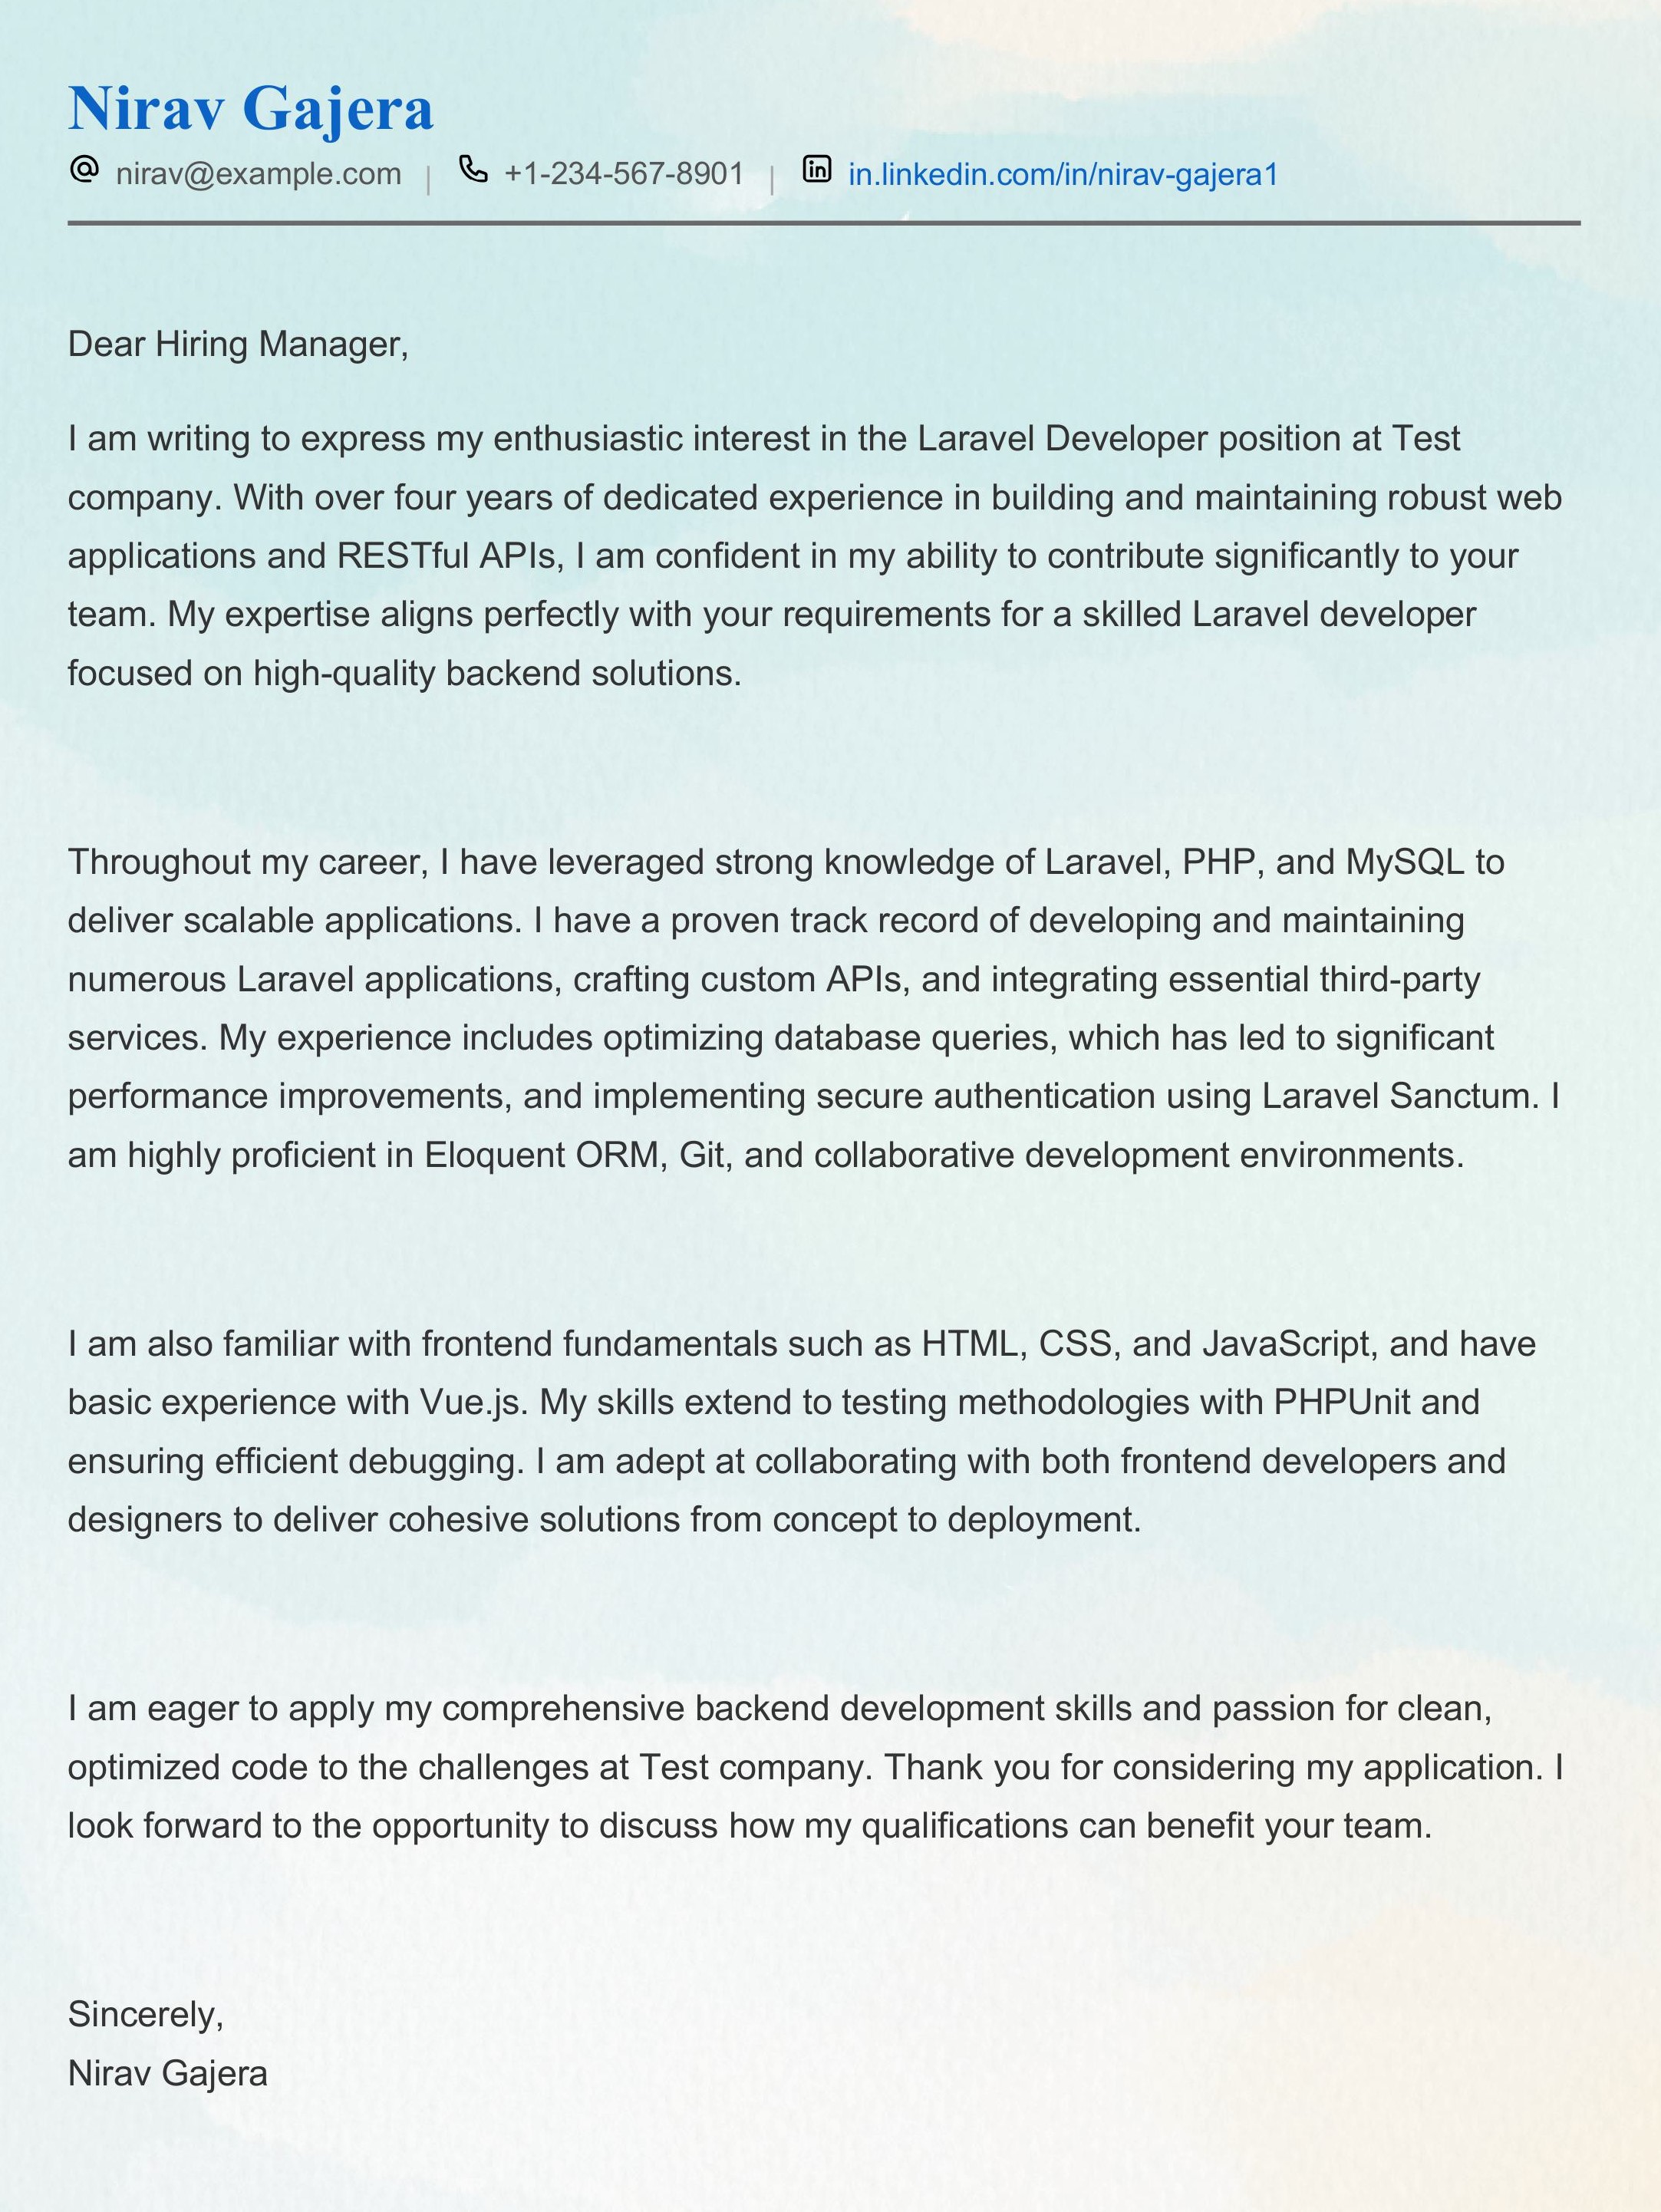 Nirav Gajera
nirav@example.com | +1-234-567-8901 | in.linkedin.com/in/nirav-gajera1
Dear Hiring Manager,
I am writing to express my enthusiastic interest in the Laravel Developer position at Test
company. With over four years of dedicated experience in building and maintaining robust web
applications and RESTful APIs, I am confident in my ability to contribute significantly to your
team. My expertise aligns perfectly with your requirements for a skilled Laravel developer
focused on high-quality backend solutions.
Throughout my career, I have leveraged strong knowledge of Laravel, PHP, and MySQL to
deliver scalable applications. I have a proven track record of developing and maintaining
numerous Laravel applications, crafting custom APIs, and integrating essential third-party
services. My experience includes optimizing database queries, which has led to significant
performance improvements, and implementing secure authentication using Laravel Sanctum. I
am highly proficient in Eloquent ORM, Git, and collaborative development environments.
I am also familiar with frontend fundamentals such as HTML, CSS, and JavaScript, and have
basic experience with Vue.js. My skills extend to testing methodologies with PHPUnit and
ensuring efficient debugging. I am adept at collaborating with both frontend developers and
designers to deliver cohesive solutions from concept to deployment.
I am eager to apply my comprehensive backend development skills and passion for clean,
optimized code to the challenges at Test company. Thank you for considering my application. I
look forward to the opportunity to discuss how my qualifications can benefit your team.
Sincerely,
Nirav Gajera